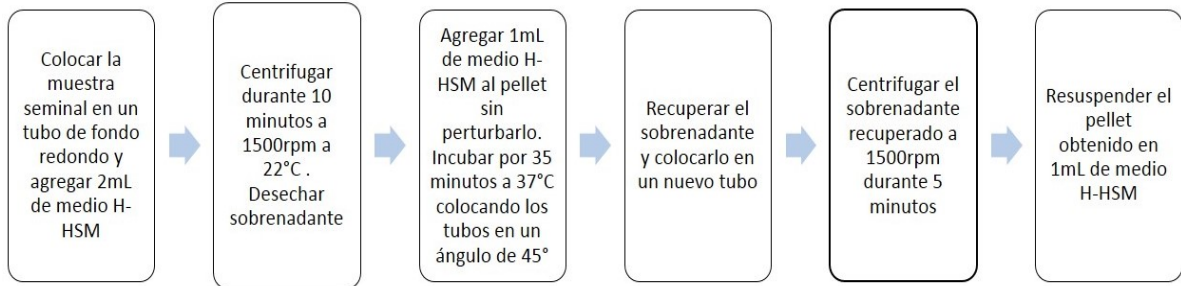 Colocar la
muestra
seminal en un
tubo de fondo
redondo y
agregar 2mL
de medio H-
HSM
Centrifugar
durante 10
minutos a
1500rpm a
22°C .
Desechar
sobrenadante
Agregar 1mL
de medio H-
HSM al pellet
sin
perturbarlo.
Incubar por 35
minutos a 37°C
colocando los
tubos en un
ángulo de 45°
Recuperar el
sobrenadante
y colocarlo en
un nuevo tubo
Centrifugar el
sobrenadante
recuperado a
1500rpm
durante 5
minutos
Resuspender el
pellet
obtenido en
1mL de medio
H-HSM